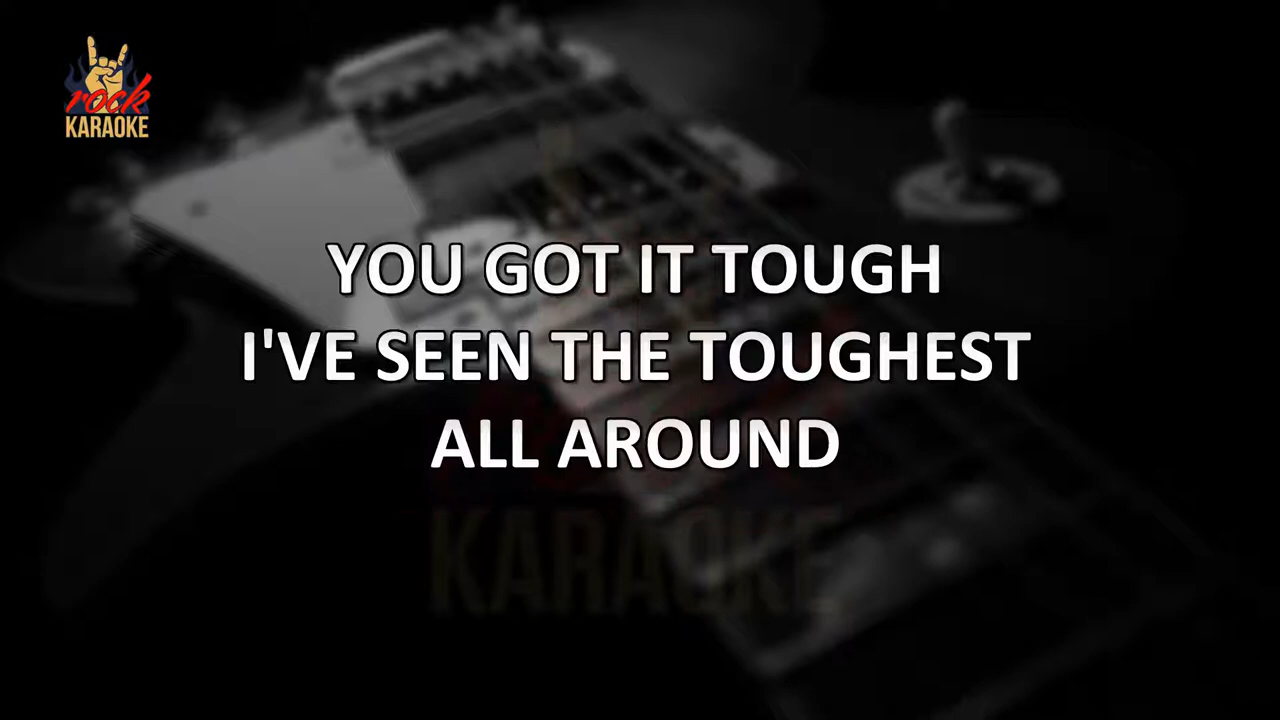 rock
KARAOKE
YOU GOT IT TOUGH
I'VE SEEN THE TOUGHEST
ALL AROUND
KARAOKE